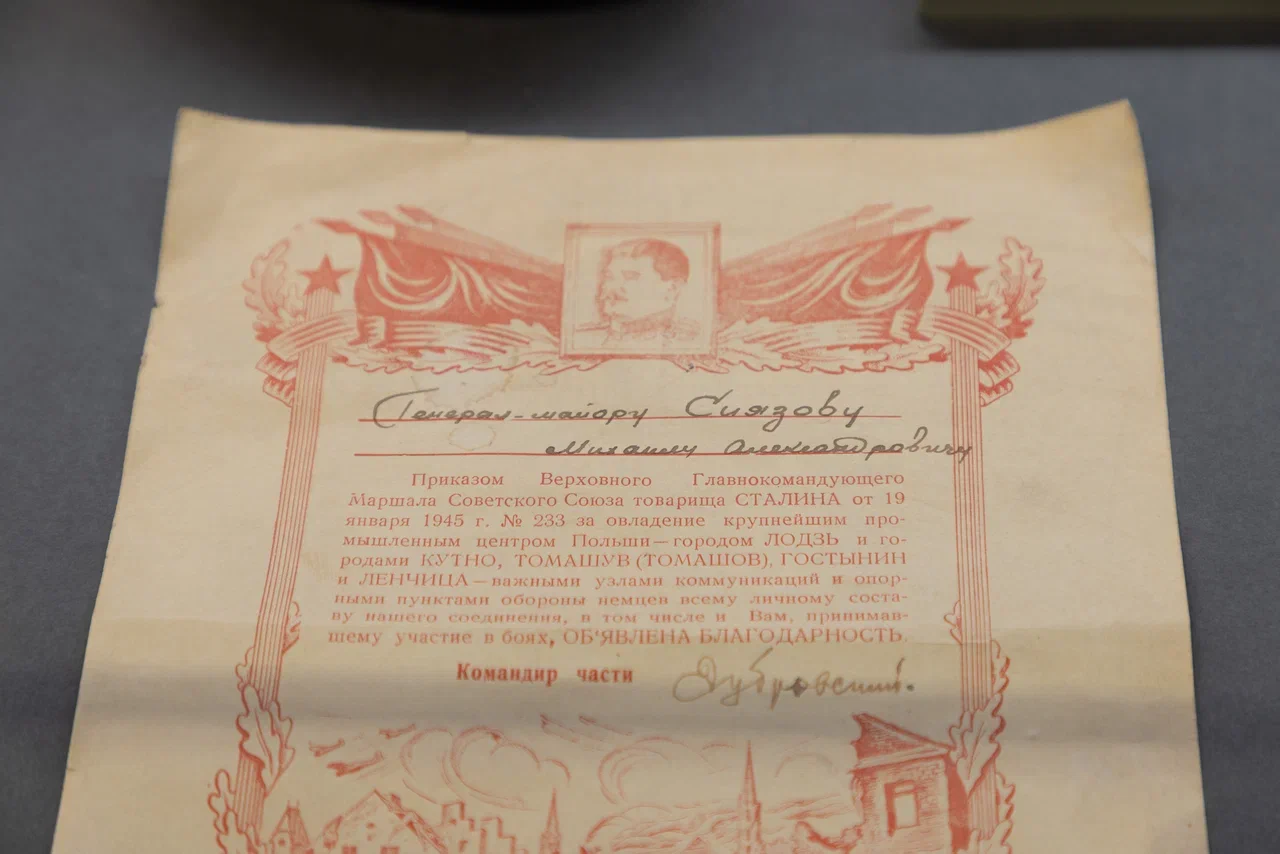 Генерал-майору Сиязову
Михаилу Александровичу
Приказом Верховного Главнокомандующего
Маршала Советского Союза товарища СТАЛИНА от 19
января 1945 г. № 233 за овладение крупнейшим про-
мышленным центром Польши—городом ЛОДЗЬ и го-
родами КУТНО, ТОМАШУВ (ТОМАШОВ), ГОСТЫНИН
и ЛЕНЧИЦА—важными узлами коммуникаций и опор-
ными пунктами обороны немцев всему личному соста-
ву нашего соединения, в том числе и Вам, принимав-
шему участие в боях, ОБ'ЯВЛЕНА БЛАГОДАРНОСТЬ.
Командир части Дубровский.